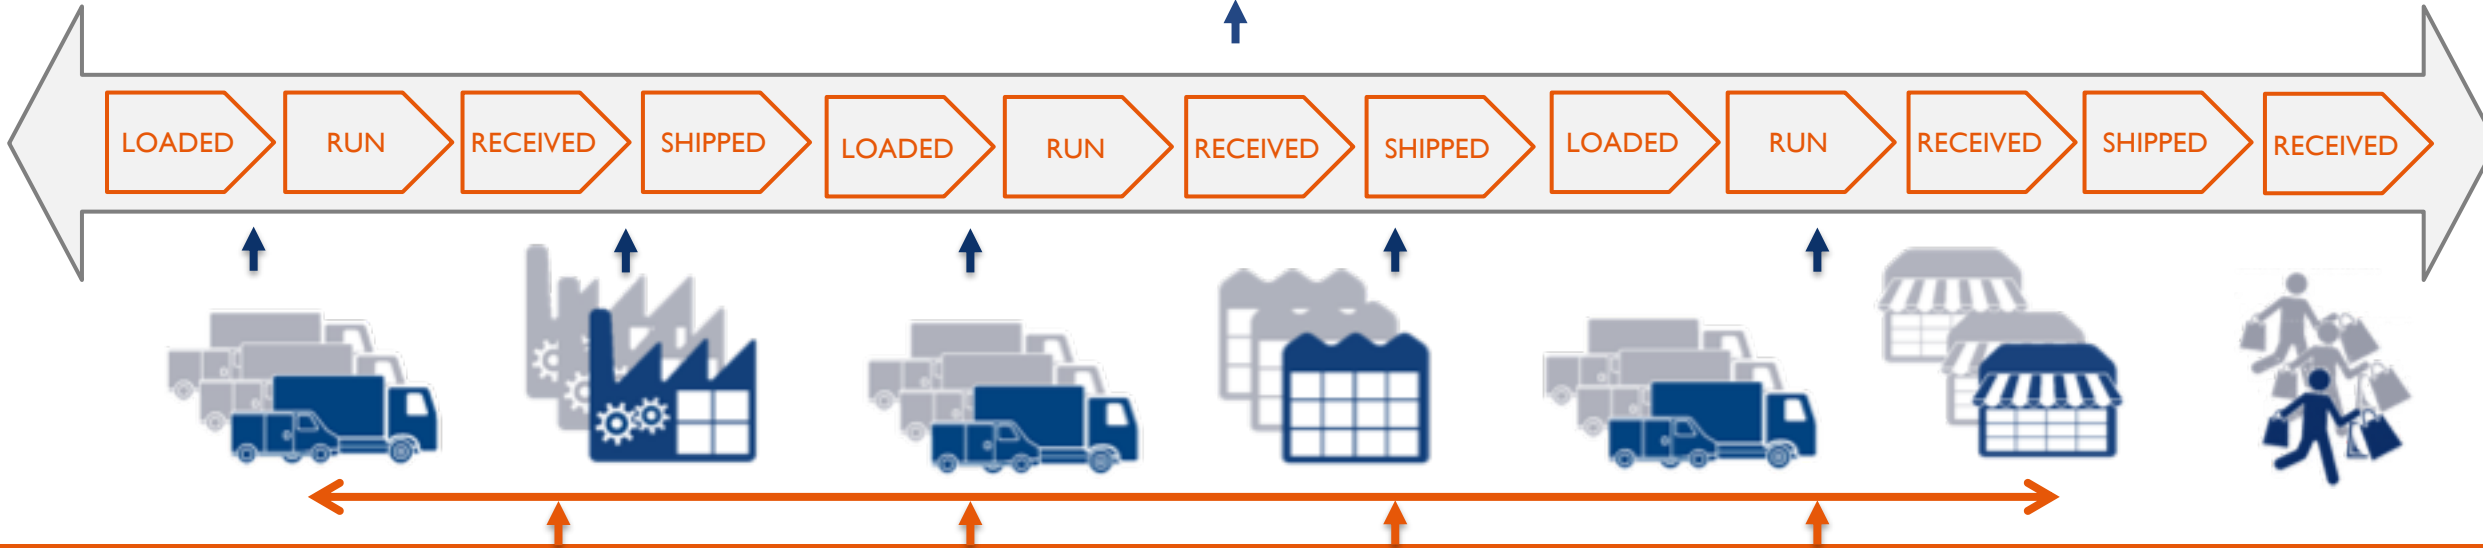 LOADED
RUN
RECEIVED
SHIPPED
LOADED
RUN
RECEIVED
SHIPPED
LOADED
RUN
RECEIVED
SHIPPED
RECEIVED